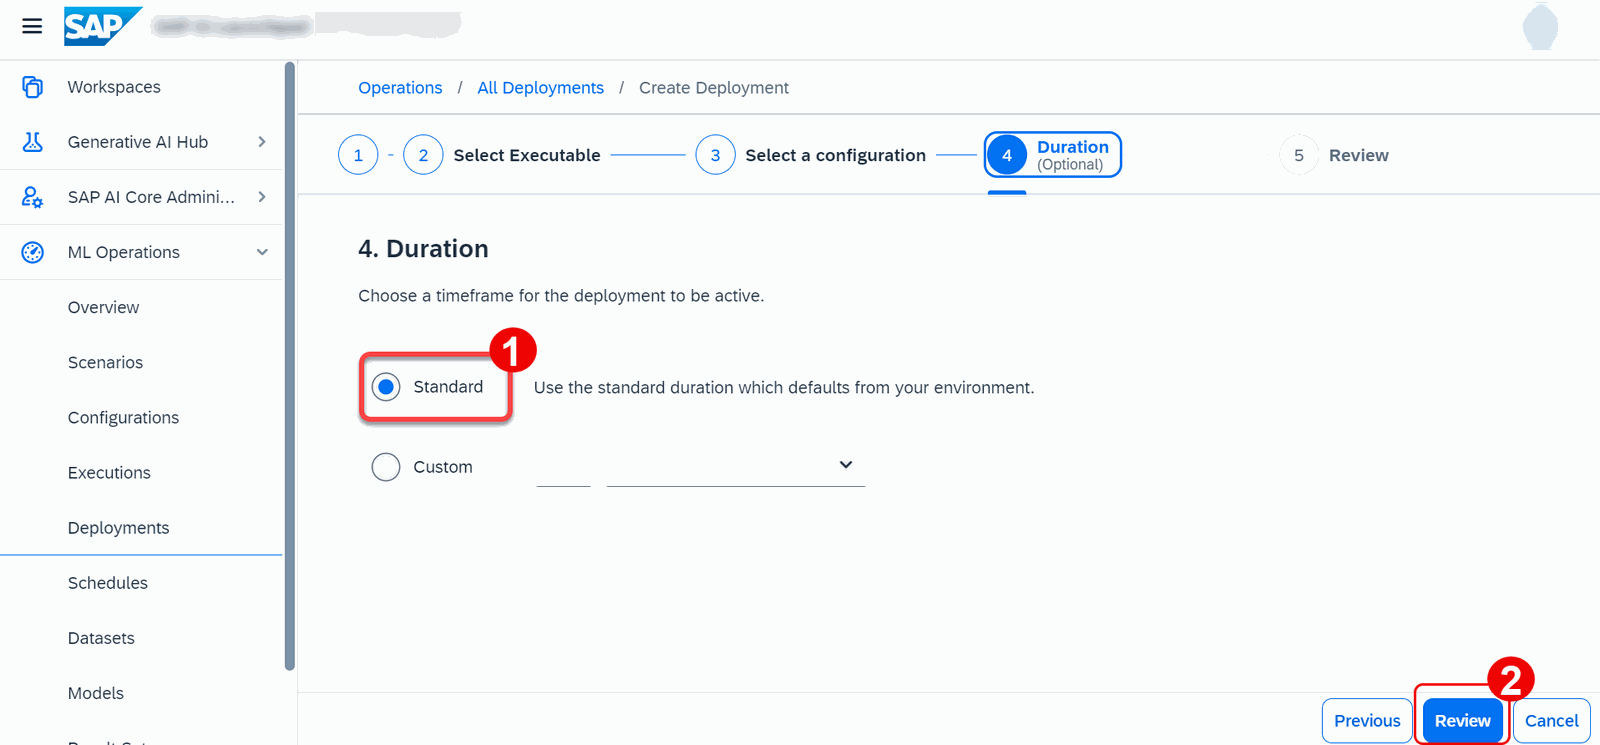 SAP
Workspaces
Generative AI Hub
SAP AI Core Admini...
ML Operations
Overview
Scenarios
Configurations
Executions
Deployments
Schedules
Datasets
Models
Operations / All Deployments / Create Deployment
1 - 2 Select Executable 3 Select a configuration 4 Duration (Optional) 5 Review
4. Duration
Choose a timeframe for the deployment to be active.
1
Standard Use the standard duration which defaults from your environment.
Custom
2
Previous Review Cancel